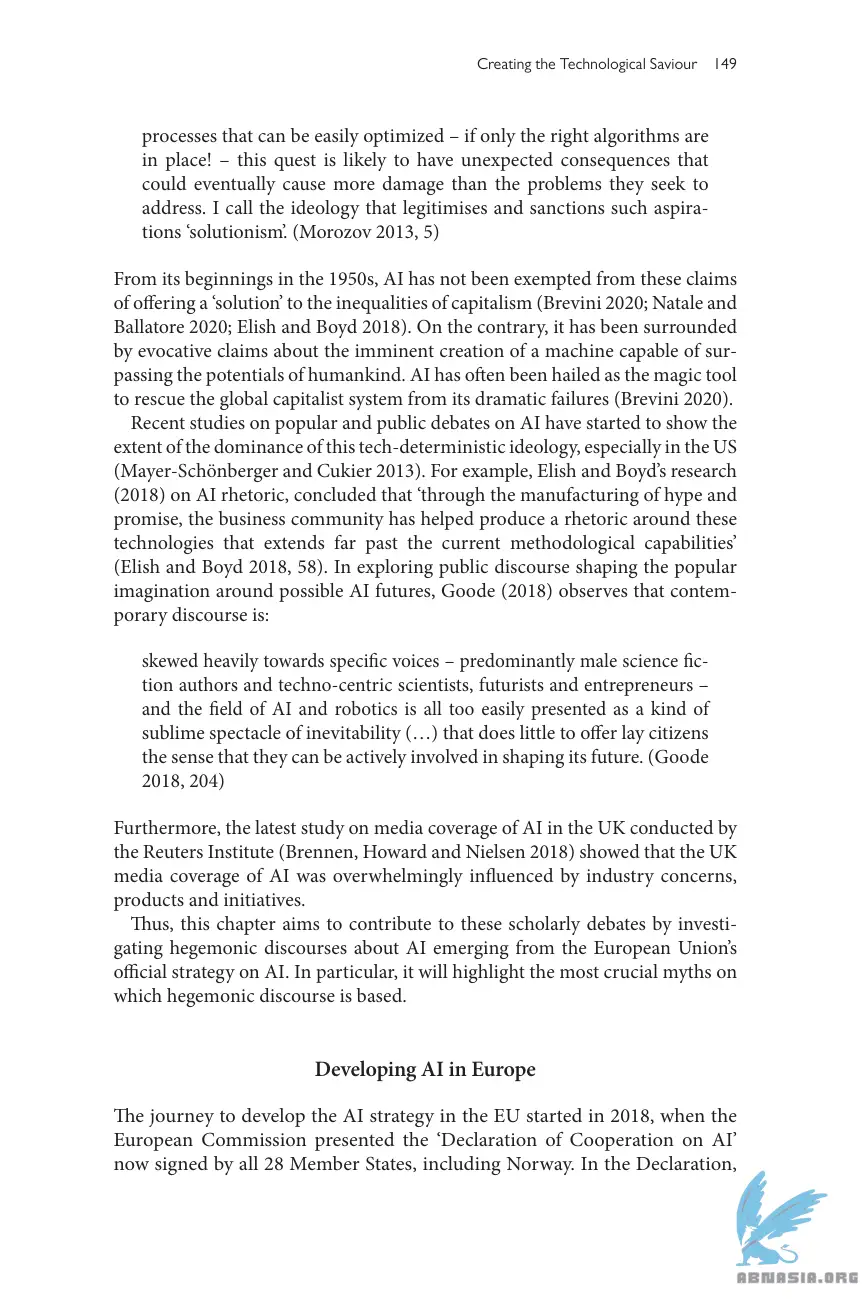 Creating the Technological Saviour 149
processes that can be easily optimized – if only the right algorithms are
in place! – this quest is likely to have unexpected consequences that
could eventually cause more damage than the problems they seek to
address. I call the ideology that legitimises and sanctions such aspira-
tions ‘solutionism’. (Morozov 2013, 5)
From its beginnings in the 1950s, AI has not been exempted from these claims
of offering a ‘solution’ to the inequalities of capitalism (Brevini 2020; Natale and
Ballatore 2020; Elish and Boyd 2018). On the contrary, it has been surrounded
by evocative claims about the imminent creation of a machine capable of sur-
passing the potentials of humankind. AI has often been hailed as the magic tool
to rescue the global capitalist system from its dramatic failures (Brevini 2020).
Recent studies on popular and public debates on AI have started to show the
extent of the dominance of this tech-deterministic ideology, especially in the US
(Mayer-Schönberger and Cukier 2013). For example, Elish and Boyd’s research
(2018) on AI rhetoric, concluded that ‘through the manufacturing of hype and
promise, the business community has helped produce a rhetoric around these
technologies that extends far past the current methodological capabilities’
(Elish and Boyd 2018, 58). In exploring public discourse shaping the popular
imagination around possible AI futures, Goode (2018) observes that contem-
porary discourse is:
skewed heavily towards specific voices – predominantly male science fic-
tion authors and techno-centric scientists, futurists and entrepreneurs –
and the field of AI and robotics is all too easily presented as a kind of
sublime spectacle of inevitability (…) that does little to offer lay citizens
the sense that they can be actively involved in shaping its future. (Goode
2018, 204)
Furthermore, the latest study on media coverage of AI in the UK conducted by
the Reuters Institute (Brennen, Howard and Nielsen 2018) showed that the UK
media coverage of AI was overwhelmingly influenced by industry concerns,
products and initiatives.
Thus, this chapter aims to contribute to these scholarly debates by investi-
gating hegemonic discourses about AI emerging from the European Union’s
official strategy on AI. In particular, it will highlight the most crucial myths on
which hegemonic discourse is based.
Developing AI in Europe
The journey to develop the AI strategy in the EU started in 2018, when the
European Commission presented the ‘Declaration of Cooperation on AI’
now signed by all 28 Member States, including Norway. In the Declaration,
ABNASIA.ORG